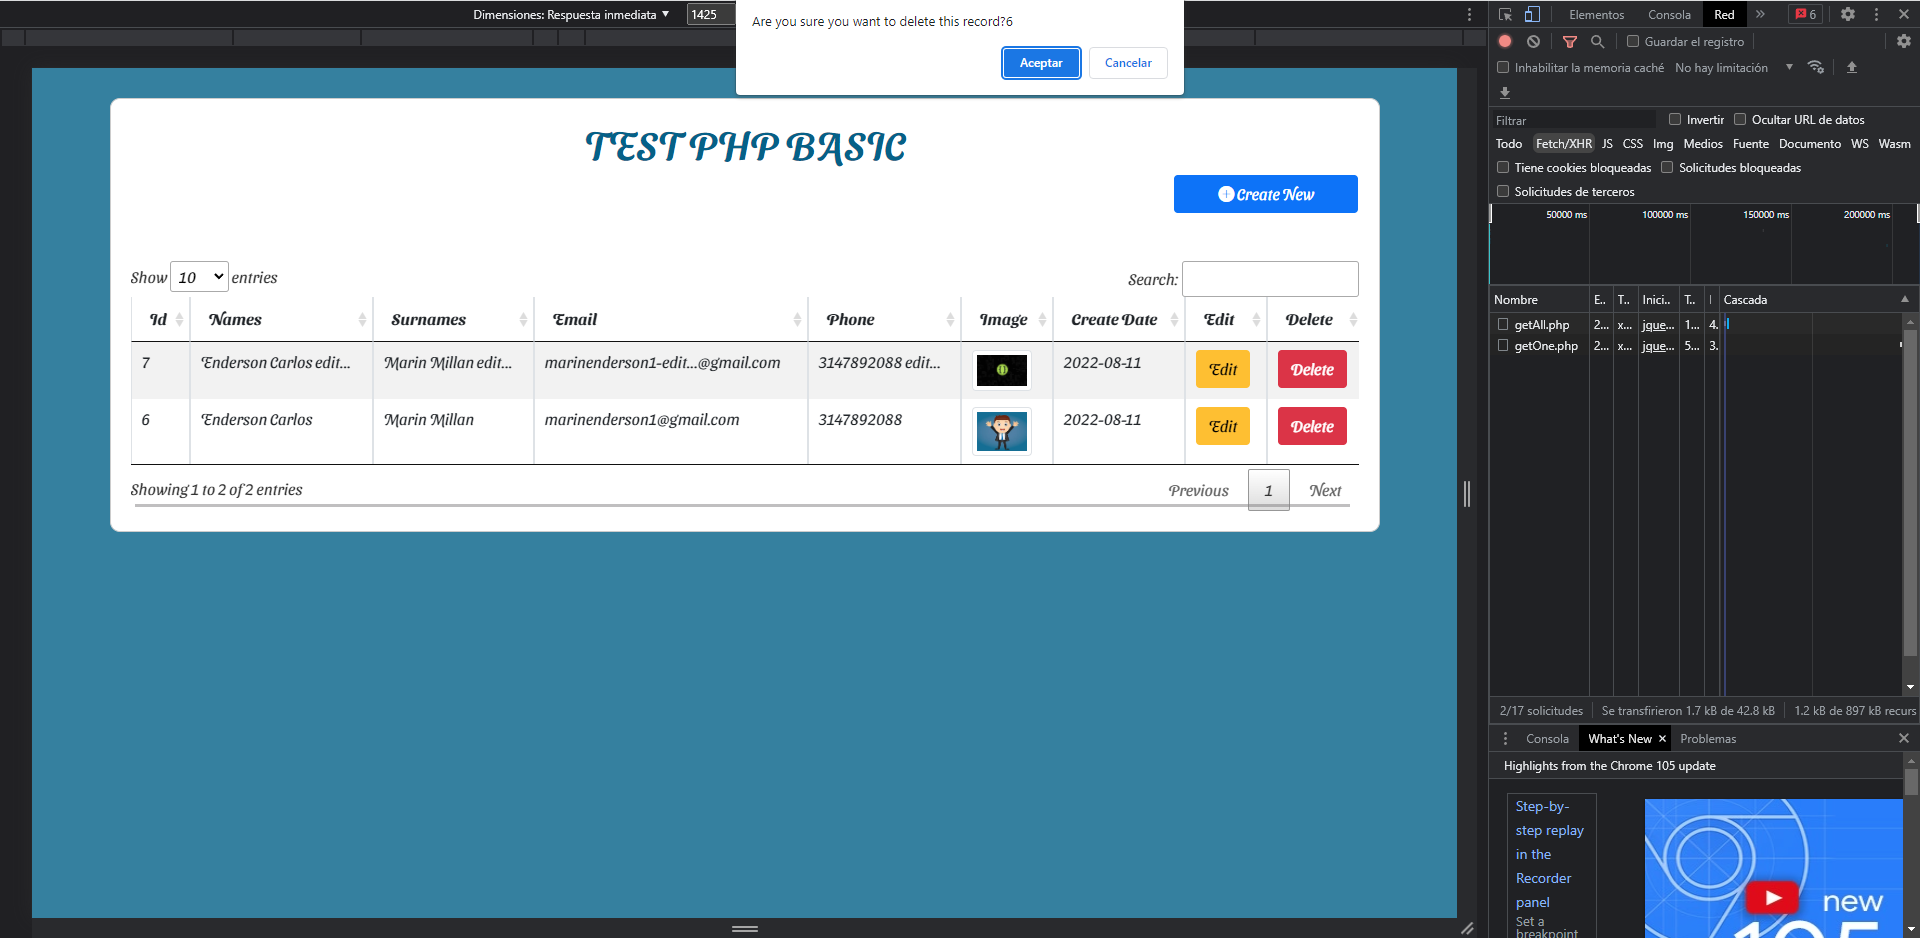 Dimensiones: Respuesta inmediata ▼ 1425
Are you sure you want to delete this record?6
Aceptar Cancelar
TEST PHP BASIC
Create New
Show 10 entries
Search:
Id Names Surnames Email Phone Image Create Date Edit Delete
7 Enderson Carlos edit... Marin Millan edit... marinenderson1-edit...@gmail.com 3147892088 edit... 2022-08-11 Edit Delete
6 Enderson Carlos Marin Millan marinenderson1@gmail.com 3147892088 2022-08-11 Edit Delete
Showing 1 to 2 of 2 entries
Previous 1 Next
Elementos Consola Red » 6
Guardar el registro
Inhabilitar la memoria caché No hay limitación ▼
Filtrar Invertir Ocultar URL de datos
Todo Fetch/XHR JS CSS Img Medios Fuente Documento WS Wasm
Tiene cookies bloqueadas Solicitudes bloqueadas
Solicitudes de terceros
50000 ms 100000 ms 150000 ms 200000 ms
Nombre E.. T.. Inici.. T.. Cascada
getAll.php 2... x... jque... 1... 4.
getOne.php 2... x... jque... 5... 3.
2/17 solicitudes Se transfirieron 1.7 kB de 42.8 kB 1.2 kB de 897 kB recurs
Consola What's New × Problemas
Highlights from the Chrome 105 update
Step-by-
step replay
in the
Recorder
panel
Set a
breakpoint
new
105